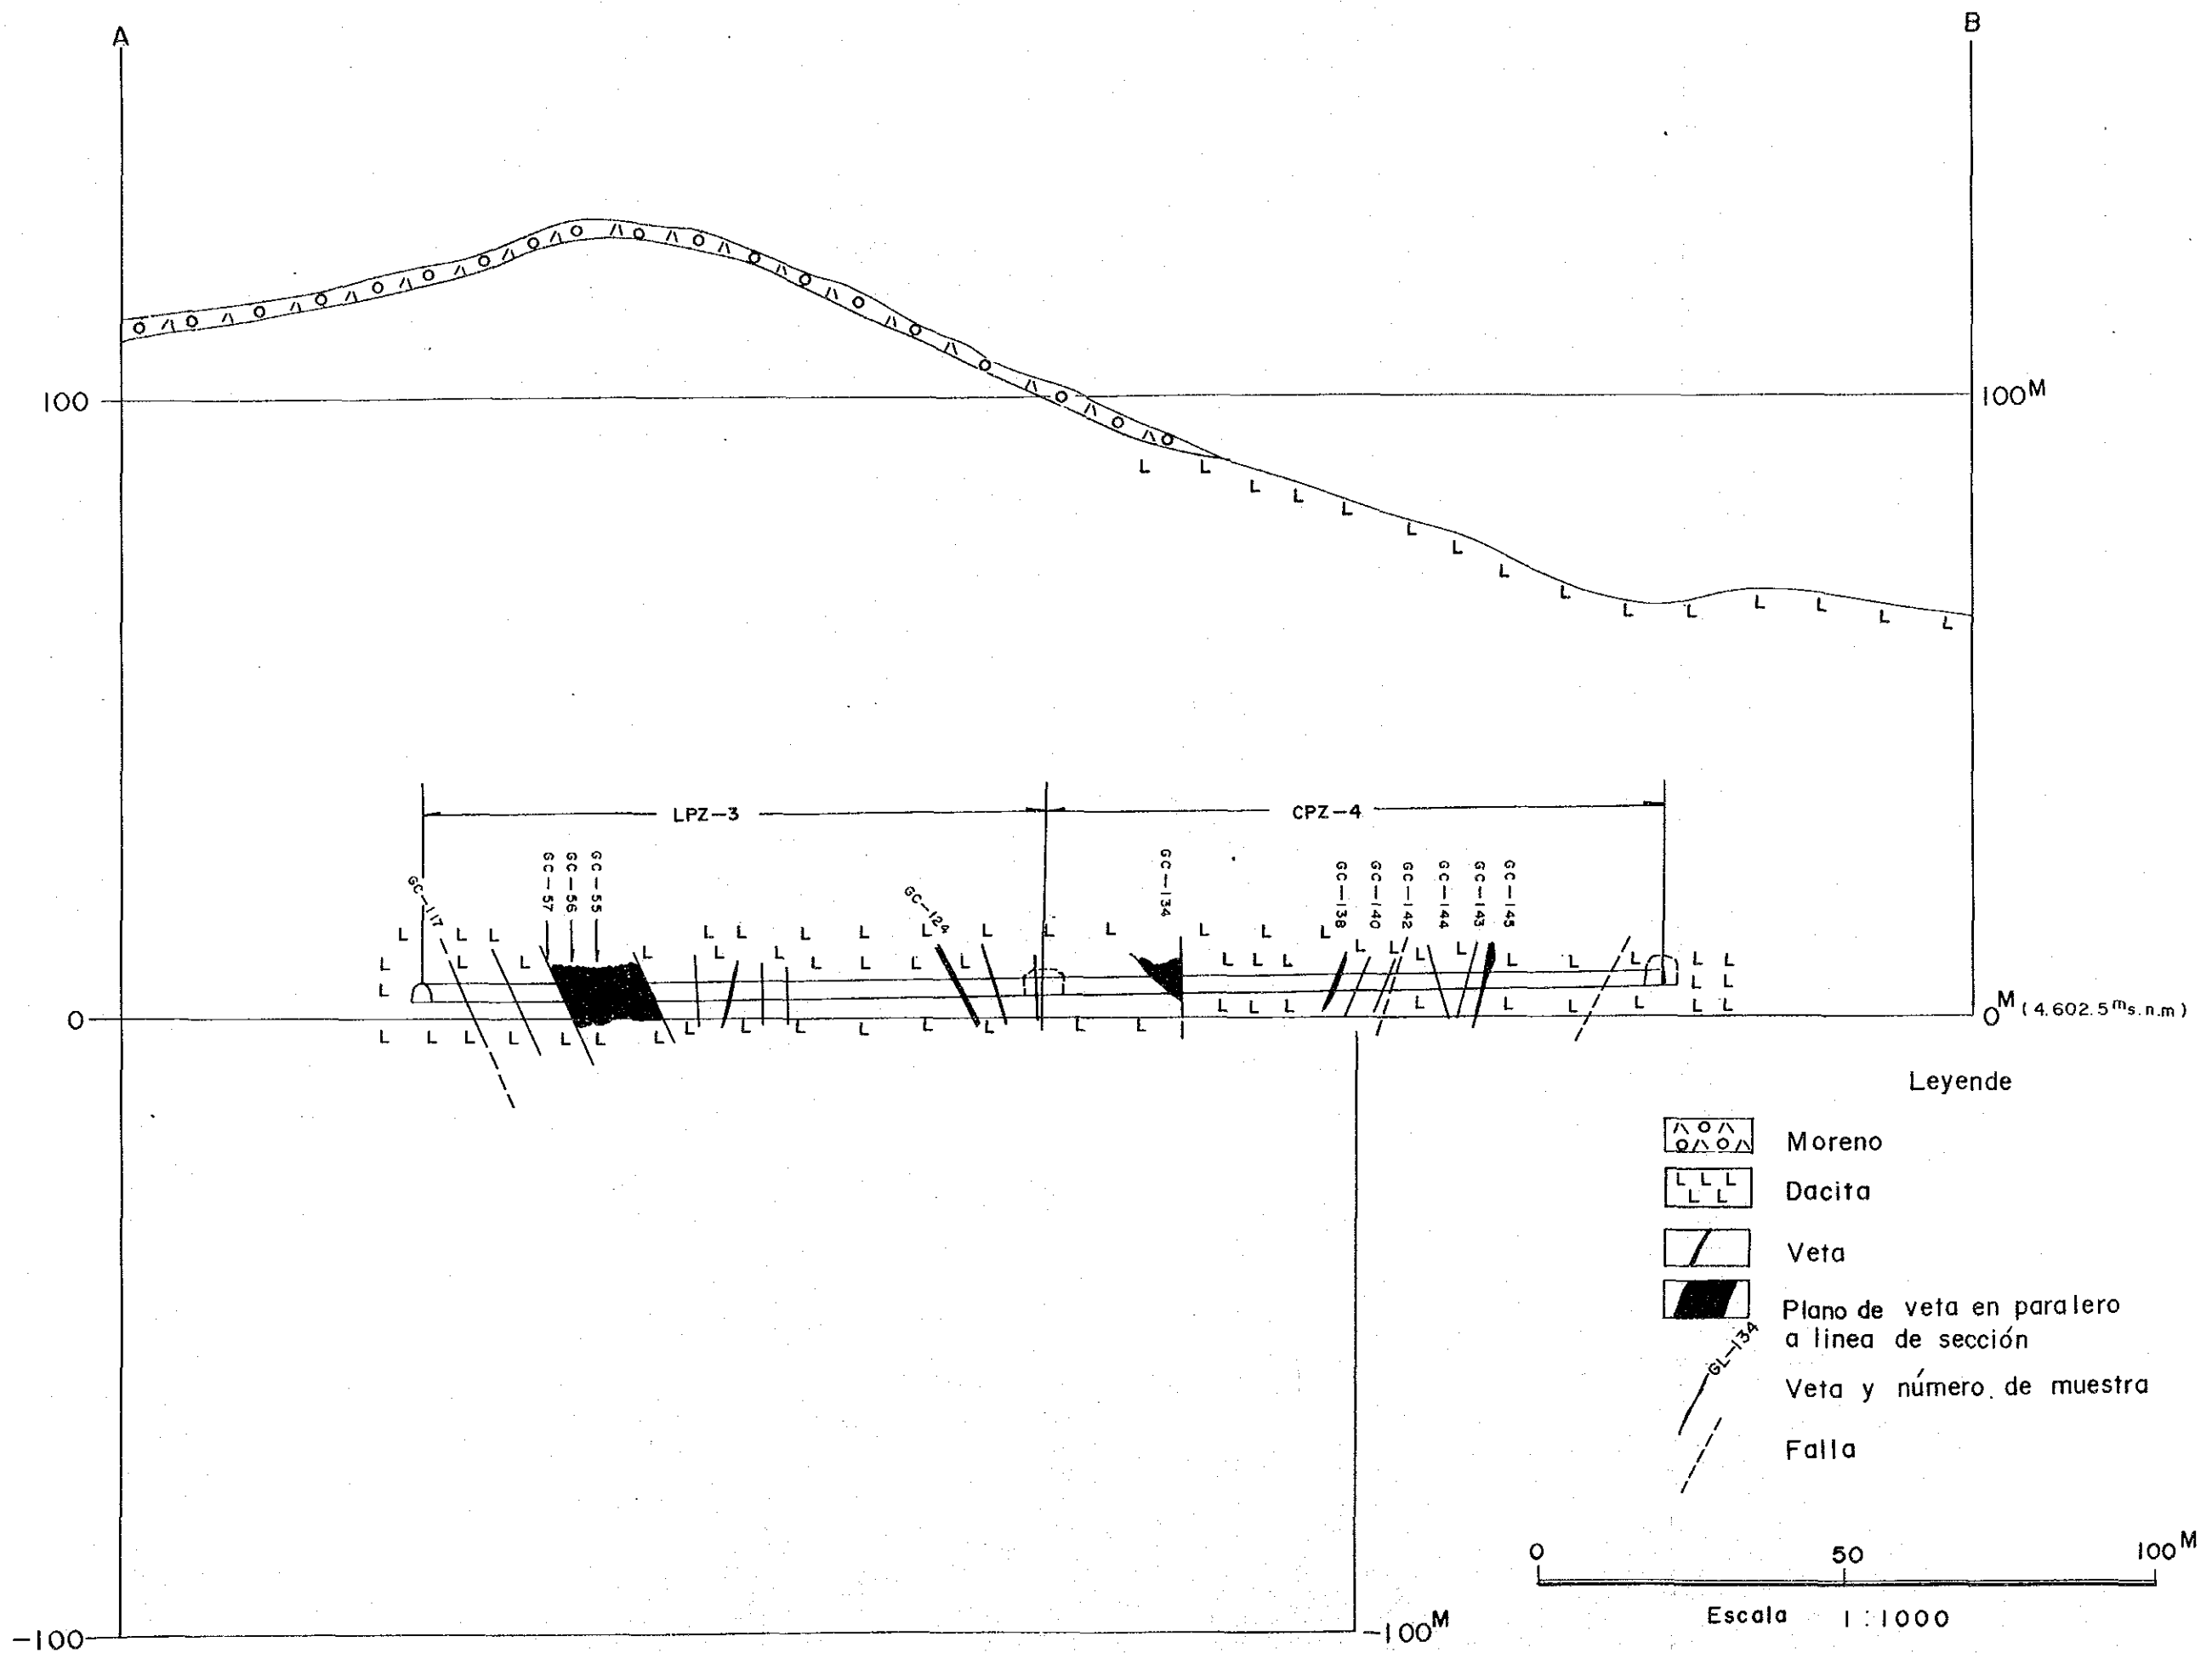 A
B
100
100M
LPZ-3
CPZ-4
GC-117
GC-57
GC-56
GC-55
GC-124
GC-134
GC-138
GC-140
GC-142
GC-144
GC-143
GC-145
0
0M (4.602.5ms.n.m)
Leyende
Moreno
Dacita
Veta
Plano de veta en paralero
a linea de sección
GL-134
Veta y número. de muestra
Falla
0 50 100M
Escala 1:1000
-100
-100M